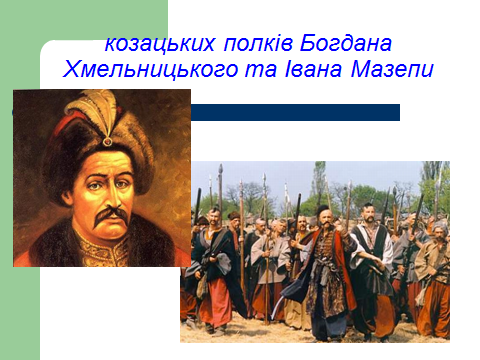 козацьких полків Богдана
Хмельницького та Івана Мазепи